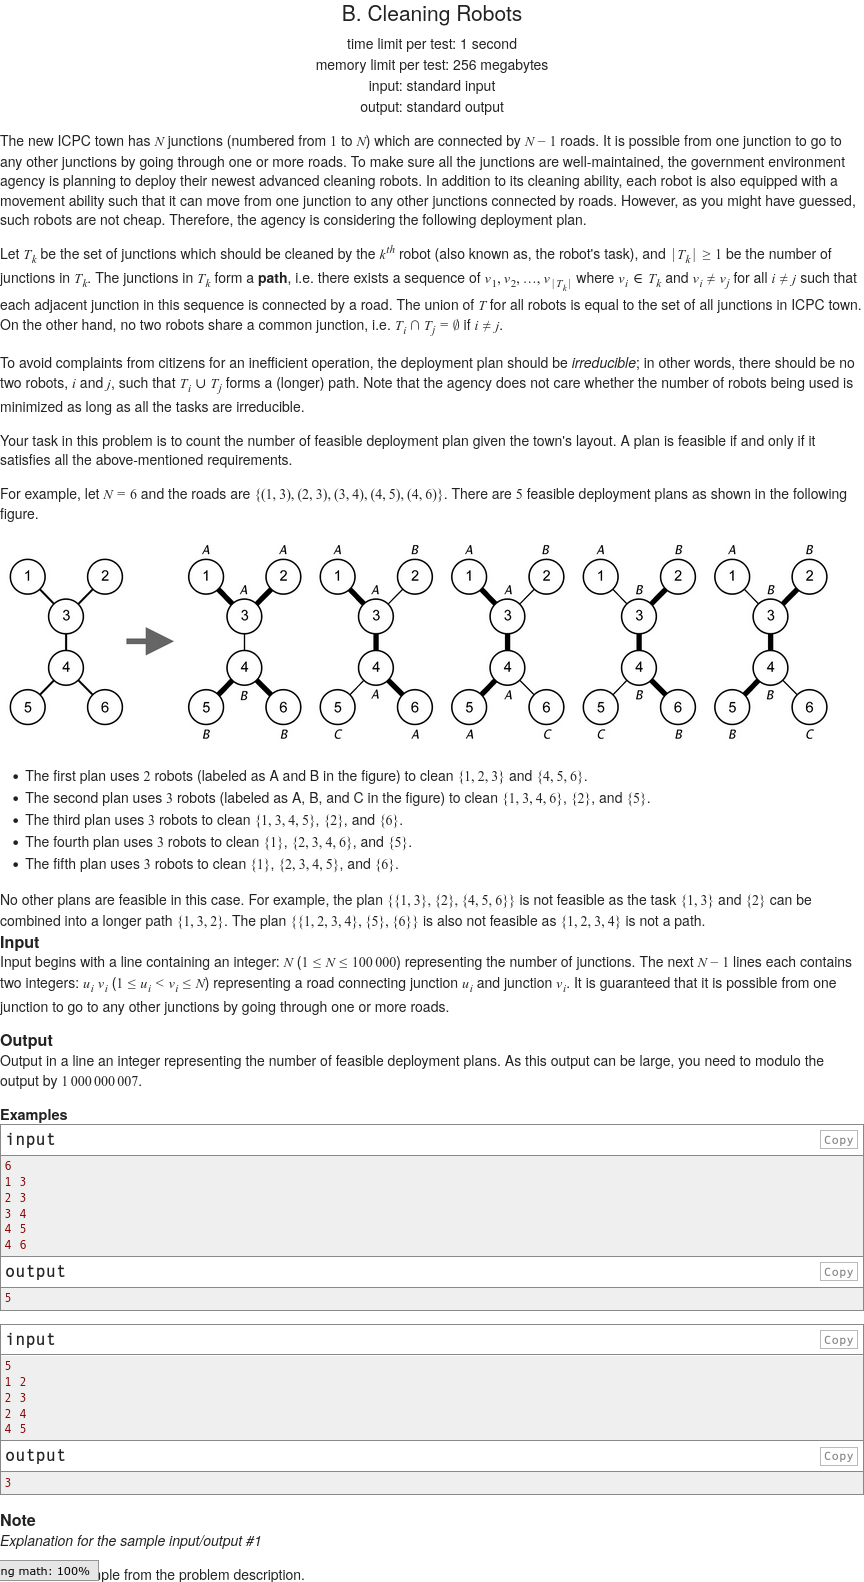 B. Cleaning Robots
time limit per test: 1 second
memory limit per test: 256 megabytes
input: standard input
output: standard output
The new ICPC town has N junctions (numbered from 1 to N) which are connected by N − 1 roads. It is possible from one junction to go to
any other junctions by going through one or more roads. To make sure all the junctions are well-maintained, the government environment
agency is planning to deploy their newest advanced cleaning robots. In addition to its cleaning ability, each robot is also equipped with a
movement ability such that it can move from one junction to any other junctions connected by roads. However, as you might have guessed,
such robots are not cheap. Therefore, the agency is considering the following deployment plan.
Let T_k be the set of junctions which should be cleaned by the k^th robot (also known as, the robot's task), and |T_k| ≥ 1 be the number of
junctions in T_k. The junctions in T_k form a path, i.e. there exists a sequence of v_1, v_2, …, v_|T_k| where v_i ∈ T_k and v_i ≠ v_j for all i ≠ j such that
each adjacent junction in this sequence is connected by a road. The union of T for all robots is equal to the set of all junctions in ICPC town.
On the other hand, no two robots share a common junction, i.e. T_i ∩ T_j = ∅ if i ≠ j.
To avoid complaints from citizens for an inefficient operation, the deployment plan should be irreducible; in other words, there should be no
two robots, i and j, such that T_i ∪ T_j forms a (longer) path. Note that the agency does not care whether the number of robots being used is
minimized as long as all the tasks are irreducible.
Your task in this problem is to count the number of feasible deployment plan given the town's layout. A plan is feasible if and only if it
satisfies all the above-mentioned requirements.
For example, let N = 6 and the roads are {(1, 3), (2, 3), (3, 4), (4, 5), (4, 6)}. There are 5 feasible deployment plans as shown in the following
figure.
A A A B A B A B A B
1 2 1 2 1 2 1 2 1 2 1 2
A A A B B
3 3 3 3 3 3
4 4 4 4 4 4
B A A B B
5 6 5 6 5 6 5 6 5 6 5 6
B B C A A C C B B C
• The first plan uses 2 robots (labeled as A and B in the figure) to clean {1, 2, 3} and {4, 5, 6}.
• The second plan uses 3 robots (labeled as A, B, and C in the figure) to clean {1, 3, 4, 6}, {2}, and {5}.
• The third plan uses 3 robots to clean {1, 3, 4, 5}, {2}, and {6}.
• The fourth plan uses 3 robots to clean {1}, {2, 3, 4, 6}, and {5}.
• The fifth plan uses 3 robots to clean {1}, {2, 3, 4, 5}, and {6}.
No other plans are feasible in this case. For example, the plan {{1, 3}, {2}, {4, 5, 6}} is not feasible as the task {1, 3} and {2} can be
combined into a longer path {1, 3, 2}. The plan {{1, 2, 3, 4}, {5}, {6}} is also not feasible as {1, 2, 3, 4} is not a path.
Input
Input begins with a line containing an integer: N (1 ≤ N ≤ 100 000) representing the number of junctions. The next N − 1 lines each contains
two integers: u_i v_i (1 ≤ u_i < v_i ≤ N) representing a road connecting junction u_i and junction v_i. It is guaranteed that it is possible from one
junction to go to any other junctions by going through one or more roads.
Output
Output in a line an integer representing the number of feasible deployment plans. As this output can be large, you need to modulo the
output by 1 000 000 007.
Examples
input Copy
6
1 3
2 3
3 4
4 5
4 6
output Copy
5
input Copy
5
1 2
2 3
2 4
4 5
output Copy
3
Note
Explanation for the sample input/output #1
ng math: 100% ple from the problem description.